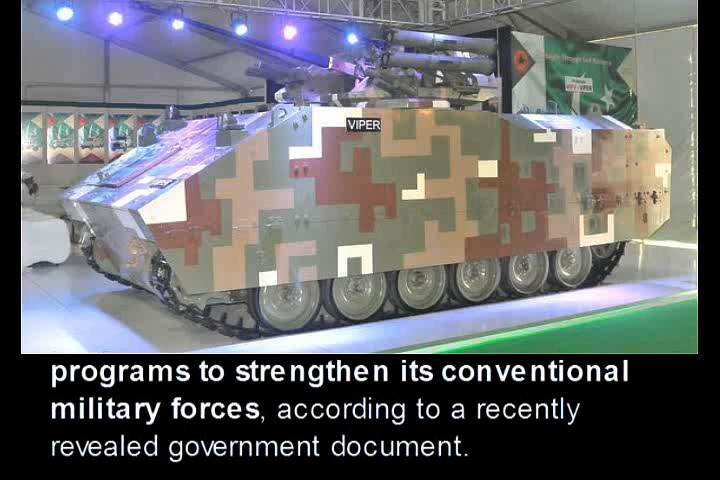 VIPER
programs to strengthen its conventional
military forces, according to a recently
revealed government document.